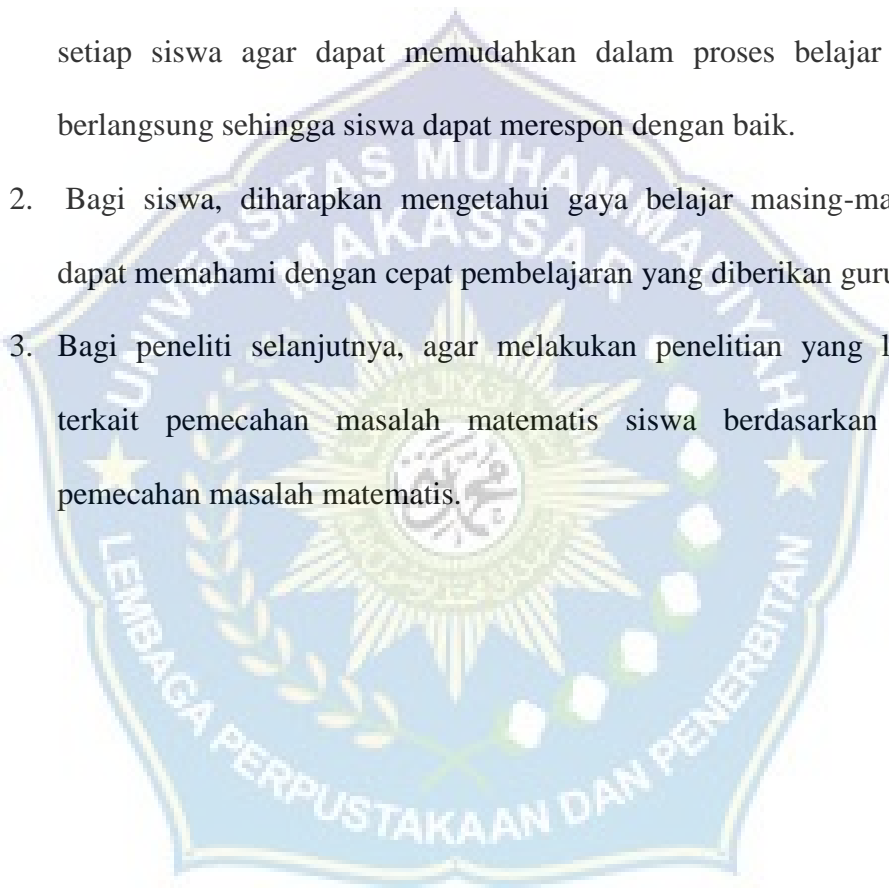 setiap siswa agar dapat memudahkan dalam proses belajar
berlangsung sehingga siswa dapat merespon dengan baik.
2. Bagi siswa, diharapkan mengetahui gaya belajar masing-ma
dapat memahami dengan cepat pembelajaran yang diberikan guru
3. Bagi peneliti selanjutnya, agar melakukan penelitian yang l
terkait pemecahan masalah matematis siswa berdasarkan
pemecahan masalah matematis.
UNIVERSITAS MUHAMMADIYAH
MAKASSAR
LEMBAGA PERPUSTAKAAN DAN PENERBITAN